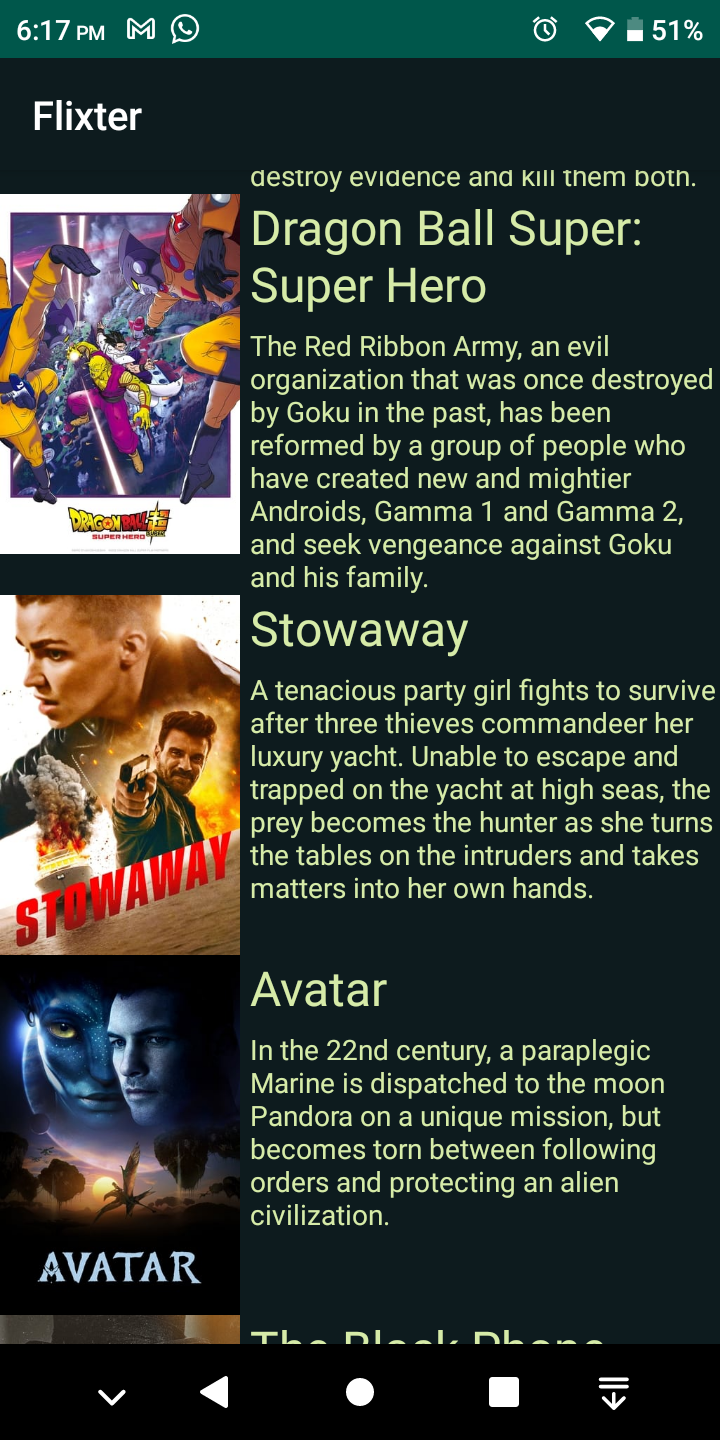 6:17 PM 51%
Flixter
destroy evidence and kill them both.
Dragon Ball Super:
Super Hero
The Red Ribbon Army, an evil
organization that was once destroyed
by Goku in the past, has been
reformed by a group of people who
have created new and mightier
Androids, Gamma 1 and Gamma 2,
and seek vengeance against Goku
and his family.
DRAGON BALL 超
SUPER HERO
Stowaway
A tenacious party girl fights to survive
after three thieves commandeer her
luxury yacht. Unable to escape and
trapped on the yacht at high seas, the
prey becomes the hunter as she turns
the tables on the intruders and takes
matters into her own hands.
STOWAWAY
Avatar
In the 22nd century, a paraplegic
Marine is dispatched to the moon
Pandora on a unique mission, but
becomes torn between following
orders and protecting an alien
civilization.
AVATAR
The Black Phone